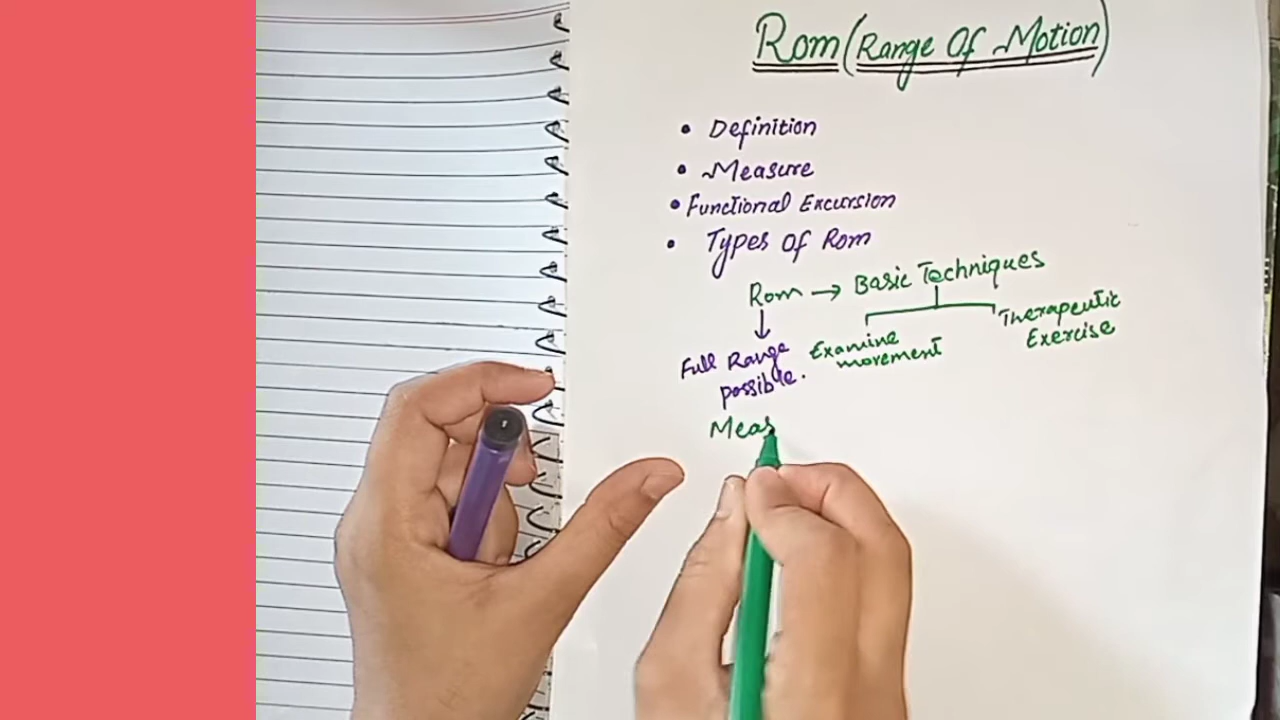 Rom (Range Of Motion)
• Definition
• Measure
• Functional Excursion
• Types Of Rom
Rom → Basic Techniques
Full Range possible.
Examine movement
Therapeutic Exercise
Meas